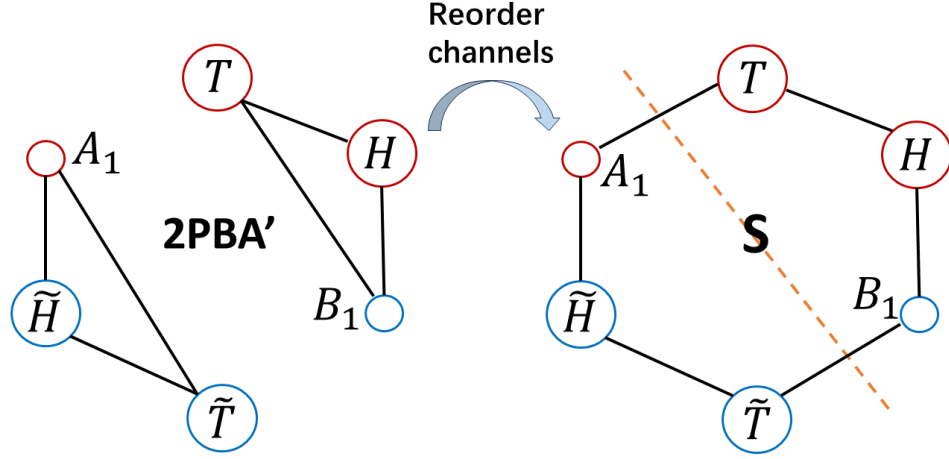 Reorder
channels
T
A₁
H
2PBA’
H̃
B₁
T̃
T
A₁
H
S
H̃
B₁
T̃